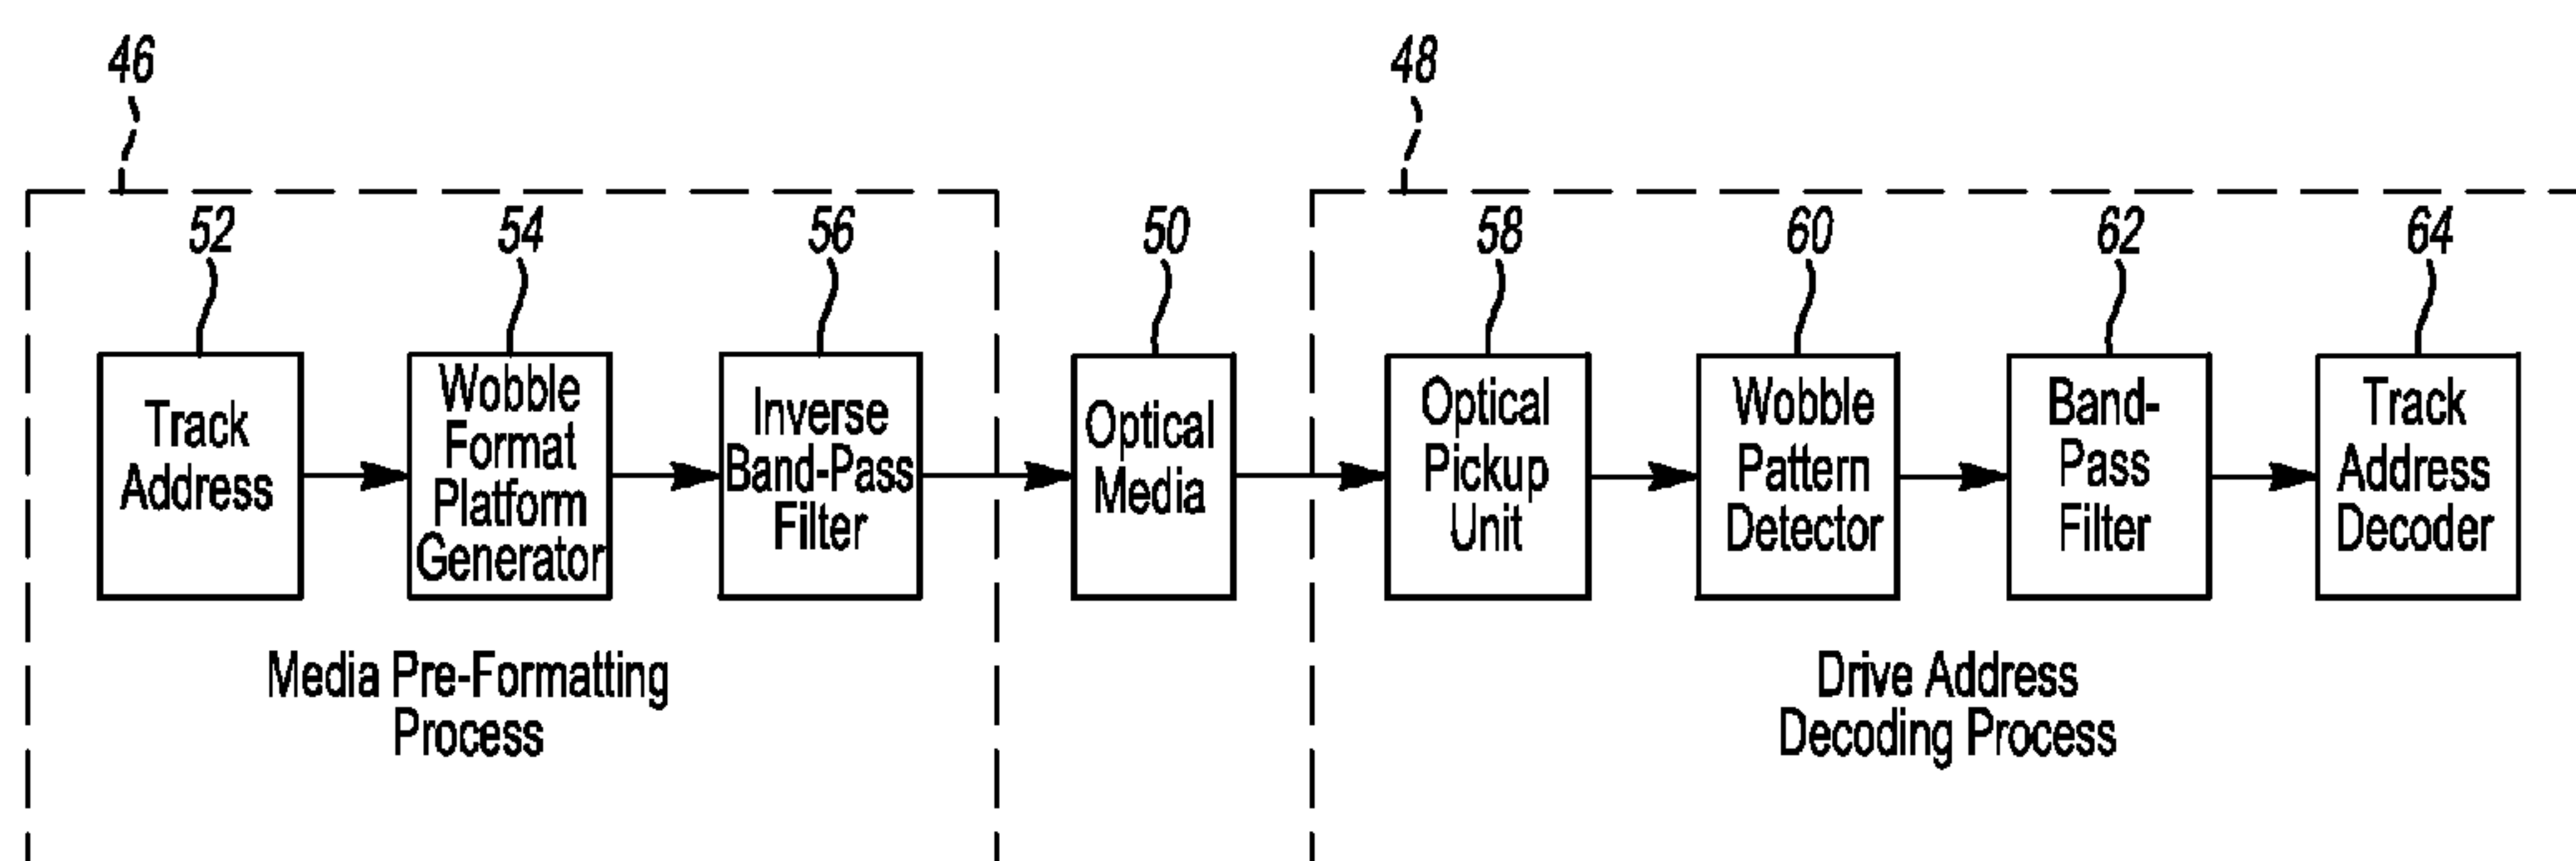 46
48
52
54
56
50
58
60
62
64
Track
Address
Wobble
Format
Platform
Generator
Inverse
Band-Pass
Filter
Optical
Media
Optical
Pickup
Unit
Wobble
Pattern
Detector
Band-
Pass
Filter
Track
Address
Decoder
Media Pre-Formatting
Process
Drive Address
Decoding Process